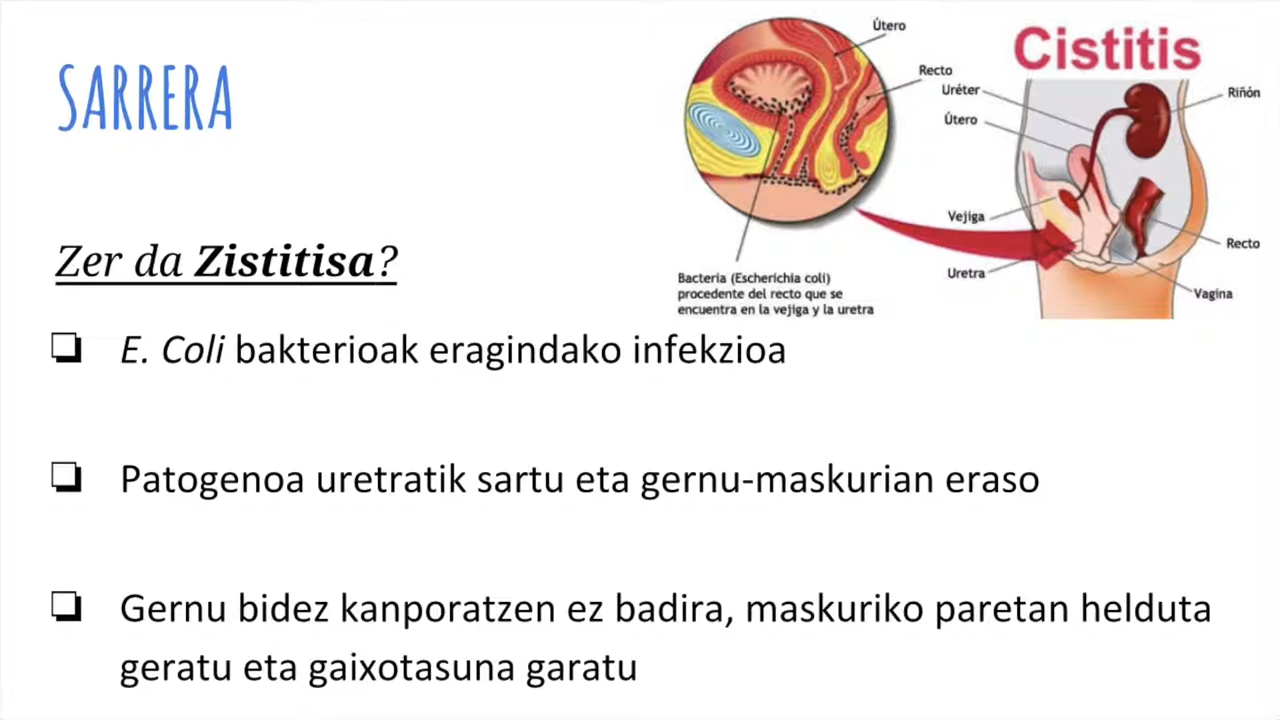 SARRERA
Zer da Zistitisa?
❏ E. Coli bakterioak eragindako infekzioa
❏ Patogenoa uretratik sartu eta gernu-maskurian eraso
❏ Gernu bidez kanporatzen ez badira, maskuriko paretan helduta
geratu eta gaixotasuna garatu
Cistitis
Útero
Recto
Uréter
Útero
Riñón
Vejiga
Uretra
Recto
Vagina
Bacteria (Escherichia coli)
procedente del recto que se
encuentra en la vejiga y la uretra